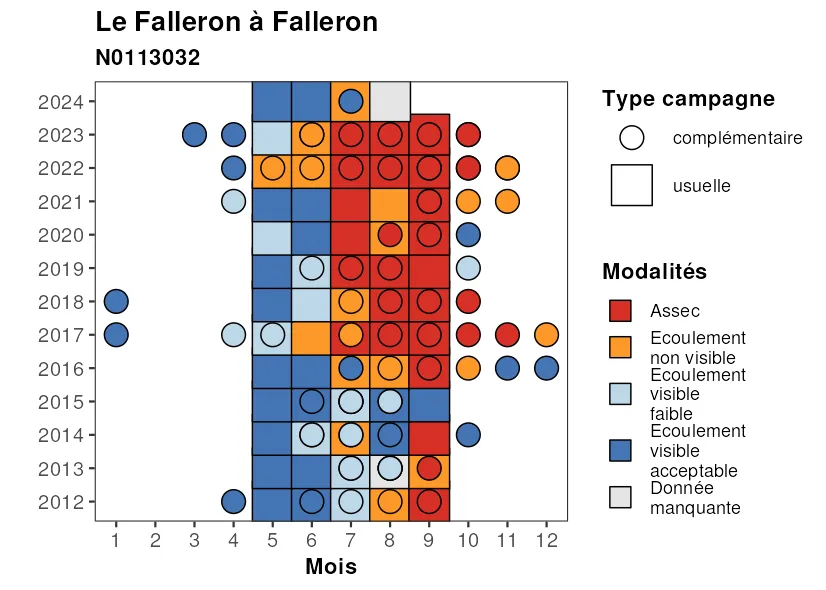 Le Falleron à Falleron
N0113032
2024
2023
2022
2021
2020
2019
2018
2017
2016
2015
2014
2013
2012
1 2 3 4 5 6 7 8 9 10 11 12
Mois
Type campagne
complémentaire
usuelle
Modalités
Assec
Ecoulement
non visible
Ecoulement
visible
faible
Ecoulement
visible
acceptable
Donnée
manquante